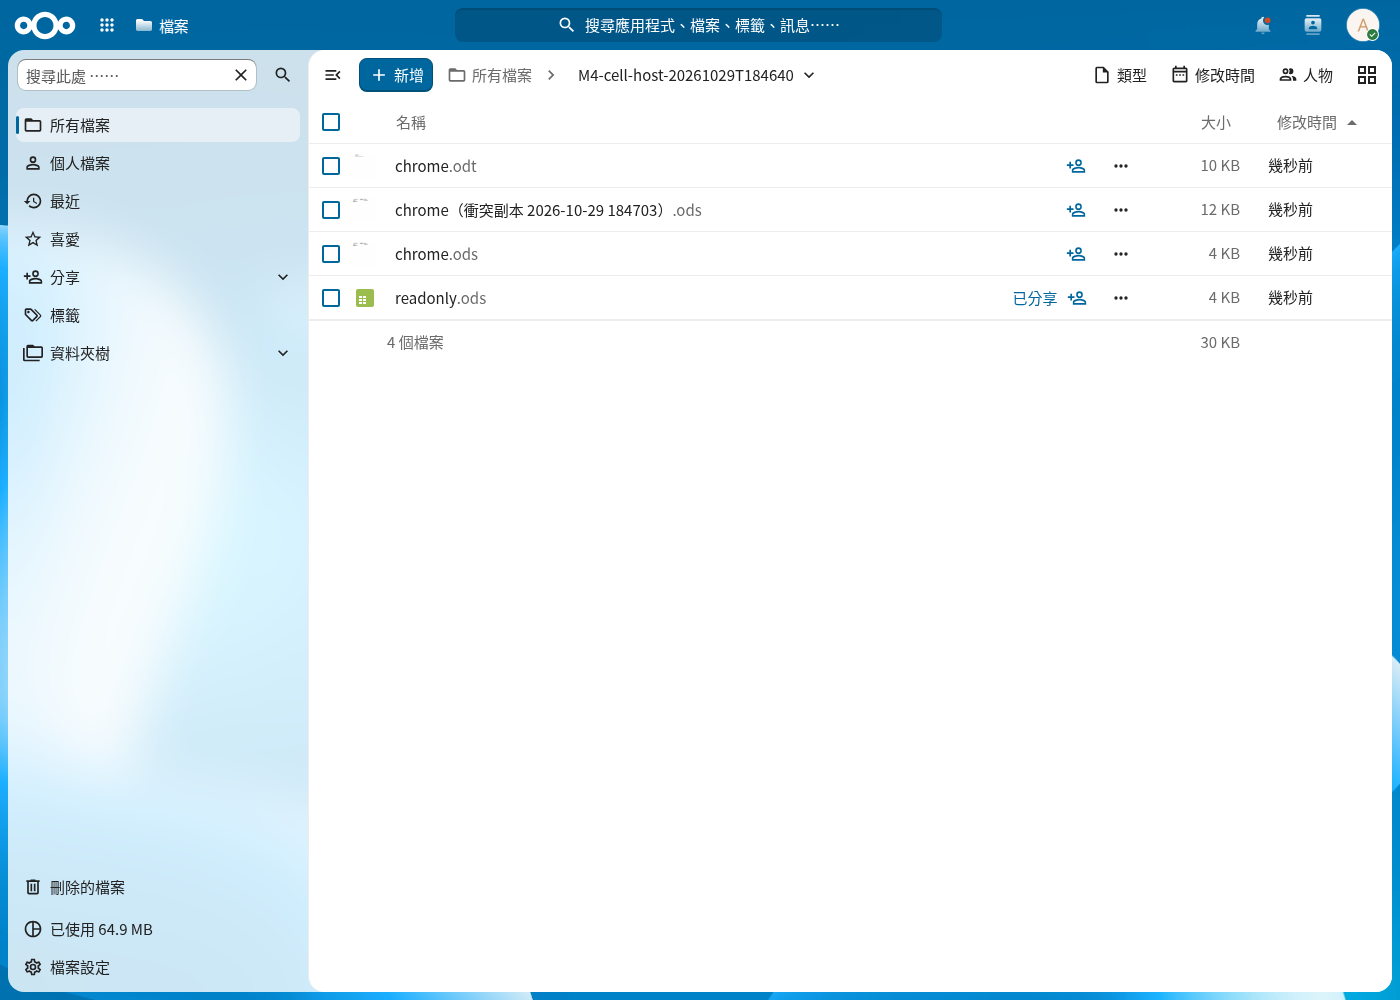 檔案
搜尋應用程式、檔案、標籤、訊息……
A
搜尋此處 ……
所有檔案
個人檔案
最近
喜愛
分享
標籤
資料夾樹
刪除的檔案
已使用 64.9 MB
檔案設定
新增 所有檔案 M4-cell-host-20261029T184640 類型 修改時間 人物
名稱 大小 修改時間
chrome.odt 10 KB 幾秒前
chrome（衝突副本 2026-10-29 184703）.ods 12 KB 幾秒前
chrome.ods 4 KB 幾秒前
readonly.ods 已分享 4 KB 幾秒前
4 個檔案 30 KB